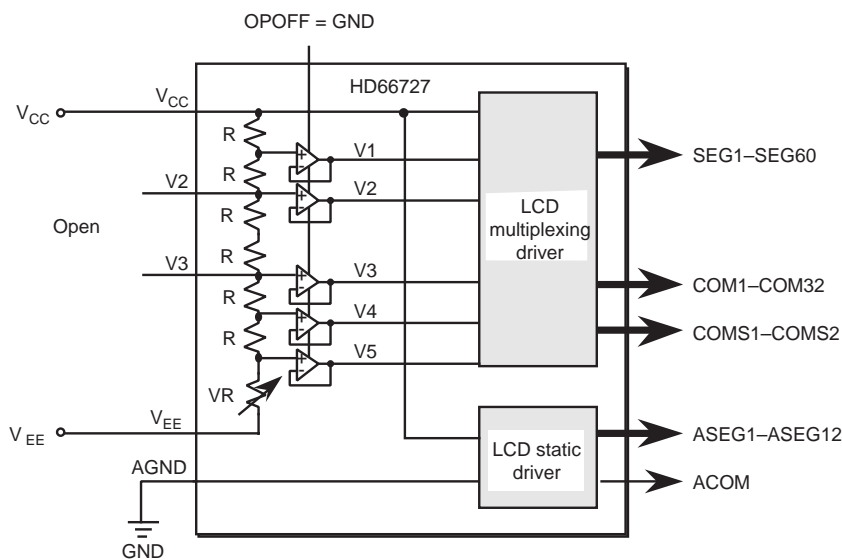 OPOFF = GND
HD66727
VCC
VCC
R
V1
SEG1–SEG60
R
V2
V2
R
LCD
multiplexing
driver
Open
R
V3
V3
COM1–COM32
R
V4
COMS1–COMS2
R
V5
VR
VEE
VEE
ASEG1–ASEG12
LCD static
driver
AGND
ACOM
GND